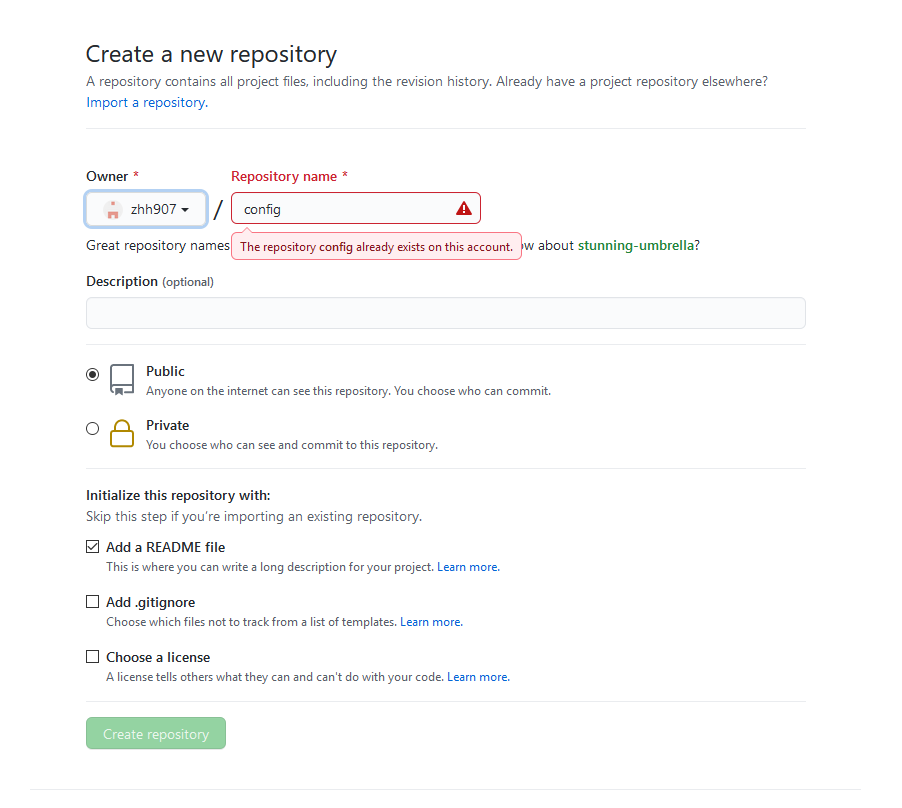 Create a new repository
A repository contains all project files, including the revision history. Already have a project repository elsewhere?
Import a repository.
Owner * Repository name *
zhh907 / config
Great repository names The repository config already exists on this account. ow about stunning-umbrella?
Description (optional)
Public
Anyone on the internet can see this repository. You choose who can commit.
Private
You choose who can see and commit to this repository.
Initialize this repository with:
Skip this step if you're importing an existing repository.
Add a README file
This is where you can write a long description for your project. Learn more.
Add .gitignore
Choose which files not to track from a list of templates. Learn more.
Choose a license
A license tells others what they can and can't do with your code. Learn more.
Create repository